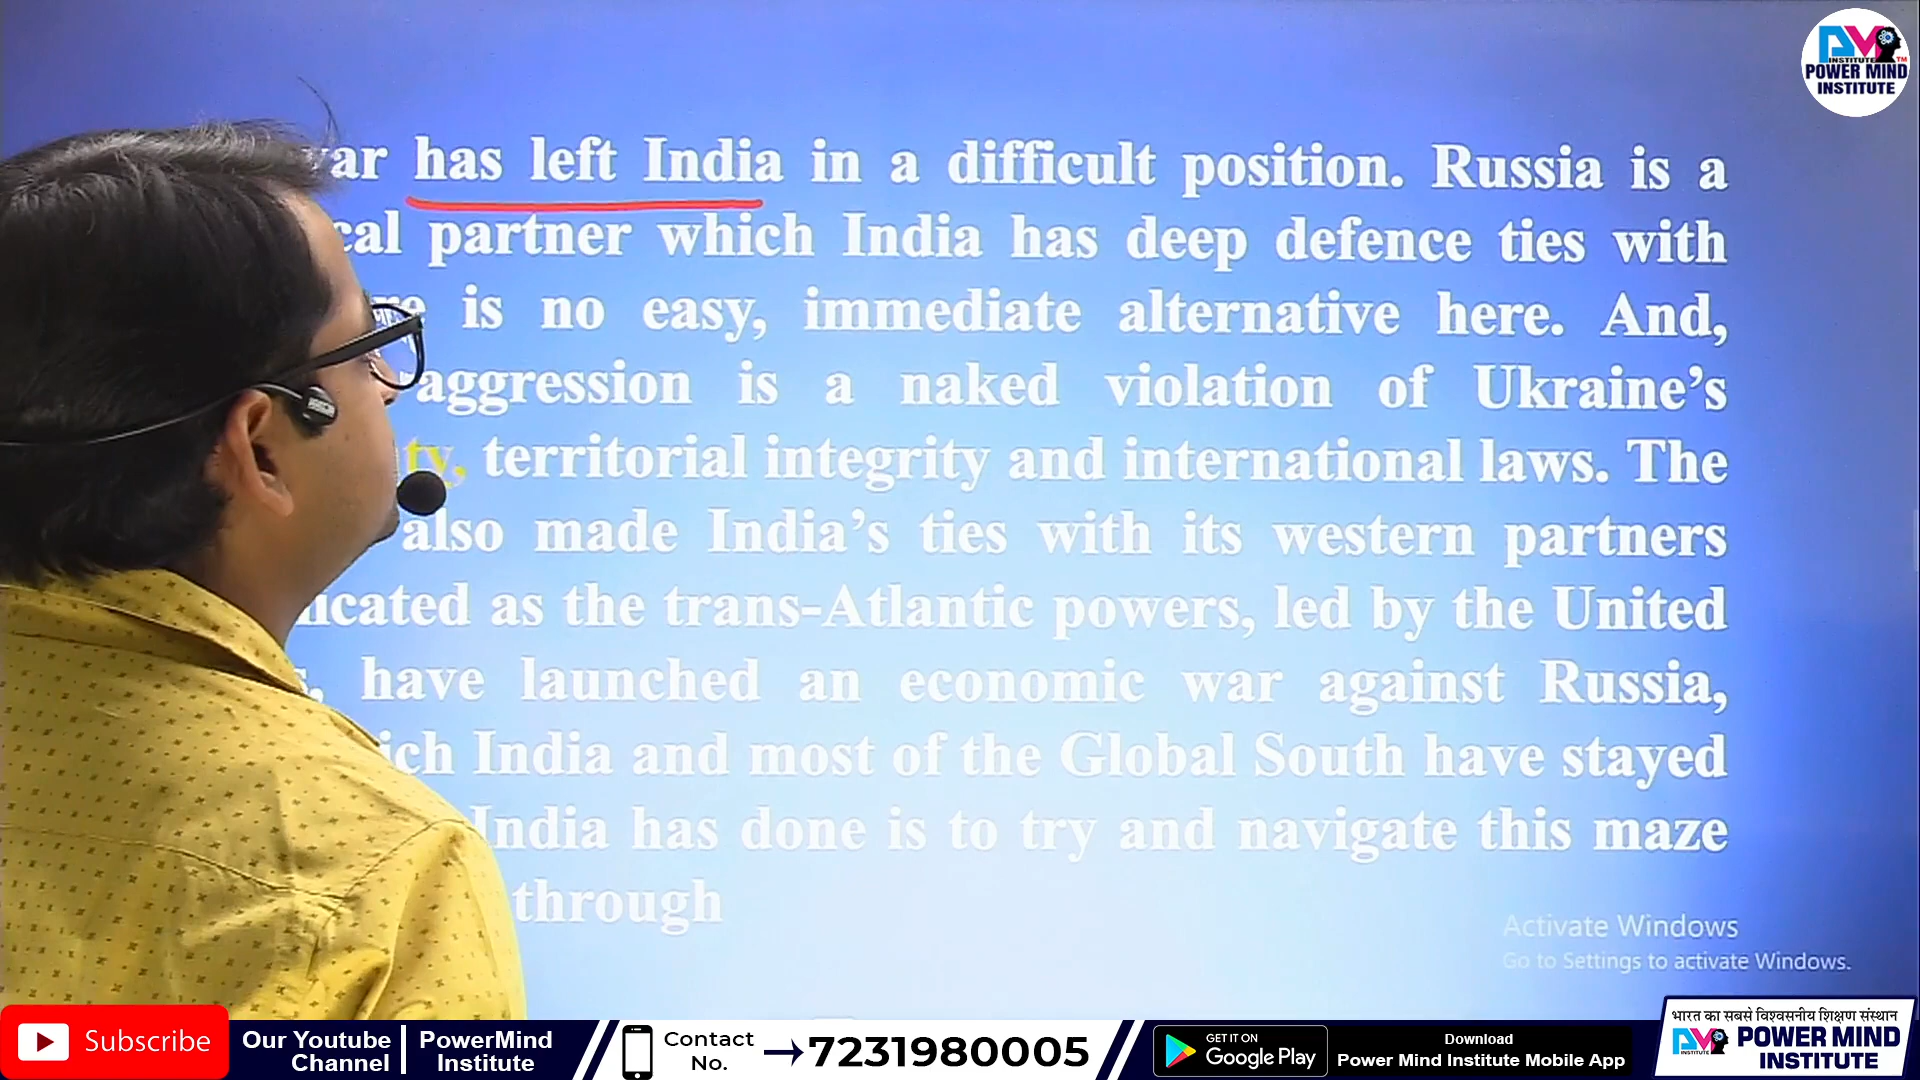 has left India in a difficult position. Russia is a
partner which India has deep defence ties with
is no easy, immediate alternative here. And,
aggression is a naked violation of Ukraine’s
territorial integrity and international laws. The
also made India’s ties with its western partners
as the trans-Atlantic powers, led by the United
have launched an economic war against Russia,
India and most of the Global South have stayed
India has done is to try and navigate this maze
through
Activate Windows
Go to Settings to activate Windows.
PM
INSTITUTE
TM
POWER MIND
INSTITUTE
Subscribe
Our Youtube
Channel
PowerMind
Institute
Contact
No.
7231980005
GET IT ON
Google Play
Download
Power Mind Institute Mobile App
भारत का सबसे विश्वसनीय शिक्षण संस्थान
PM
INSTITUTE
POWER MIND
INSTITUTE